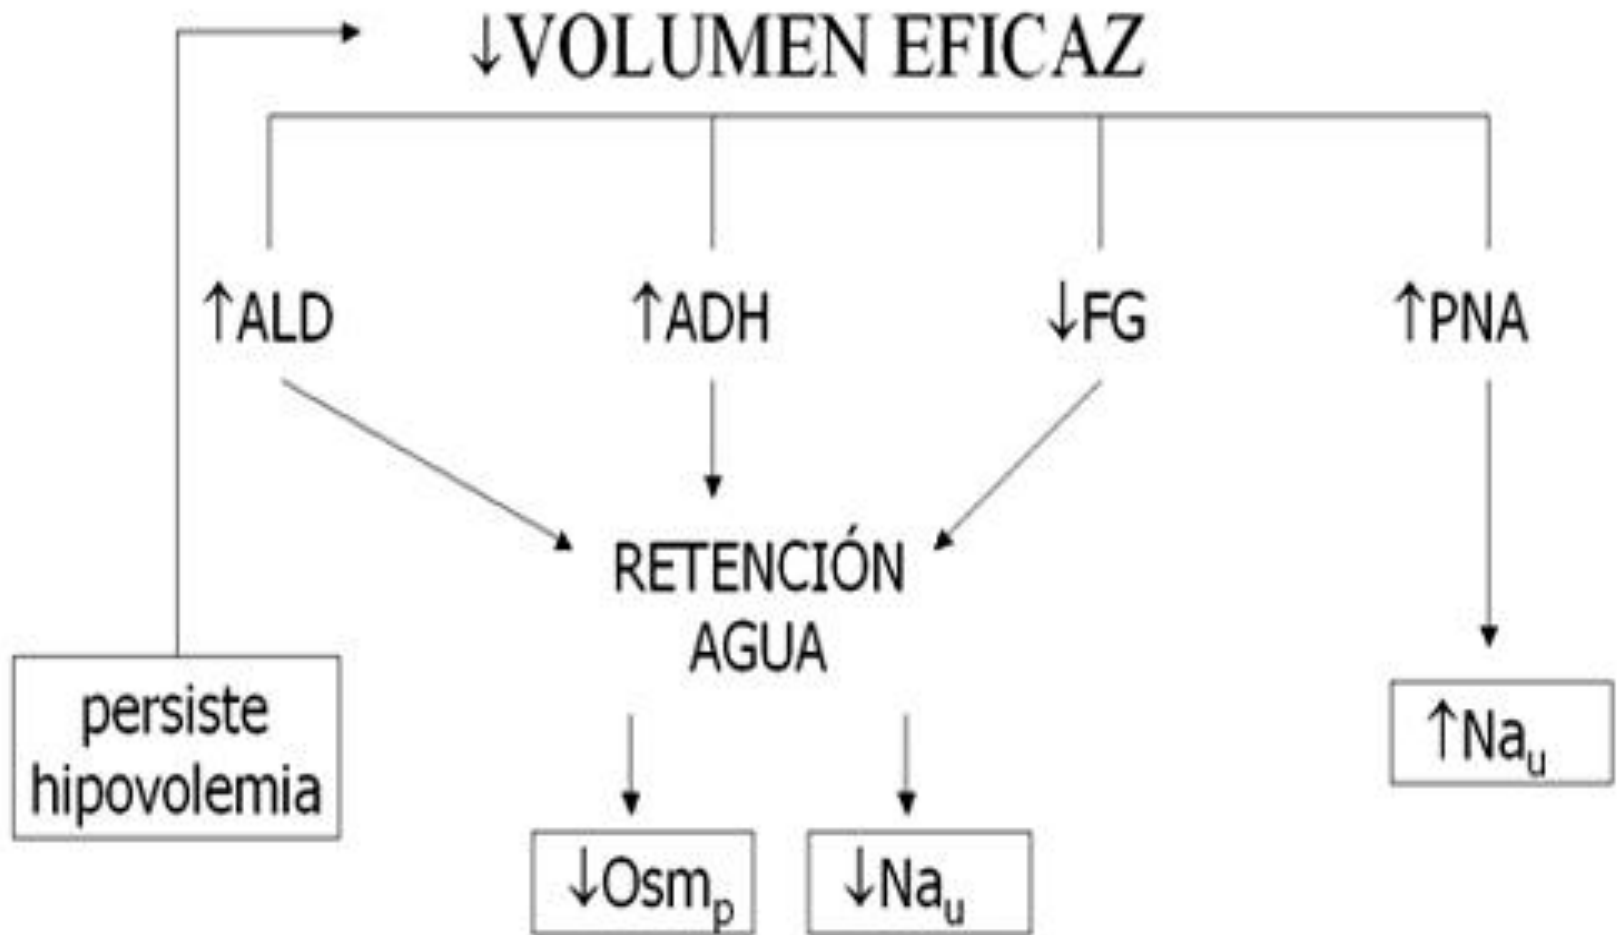 ↓VOLUMEN EFICAZ
↑ALD
↑ADH
↓FG
↑PNA
RETENCIÓN
AGUA
persiste
hipovolemia
↑Naᵤ
↓Osmₚ
↓Naᵤ